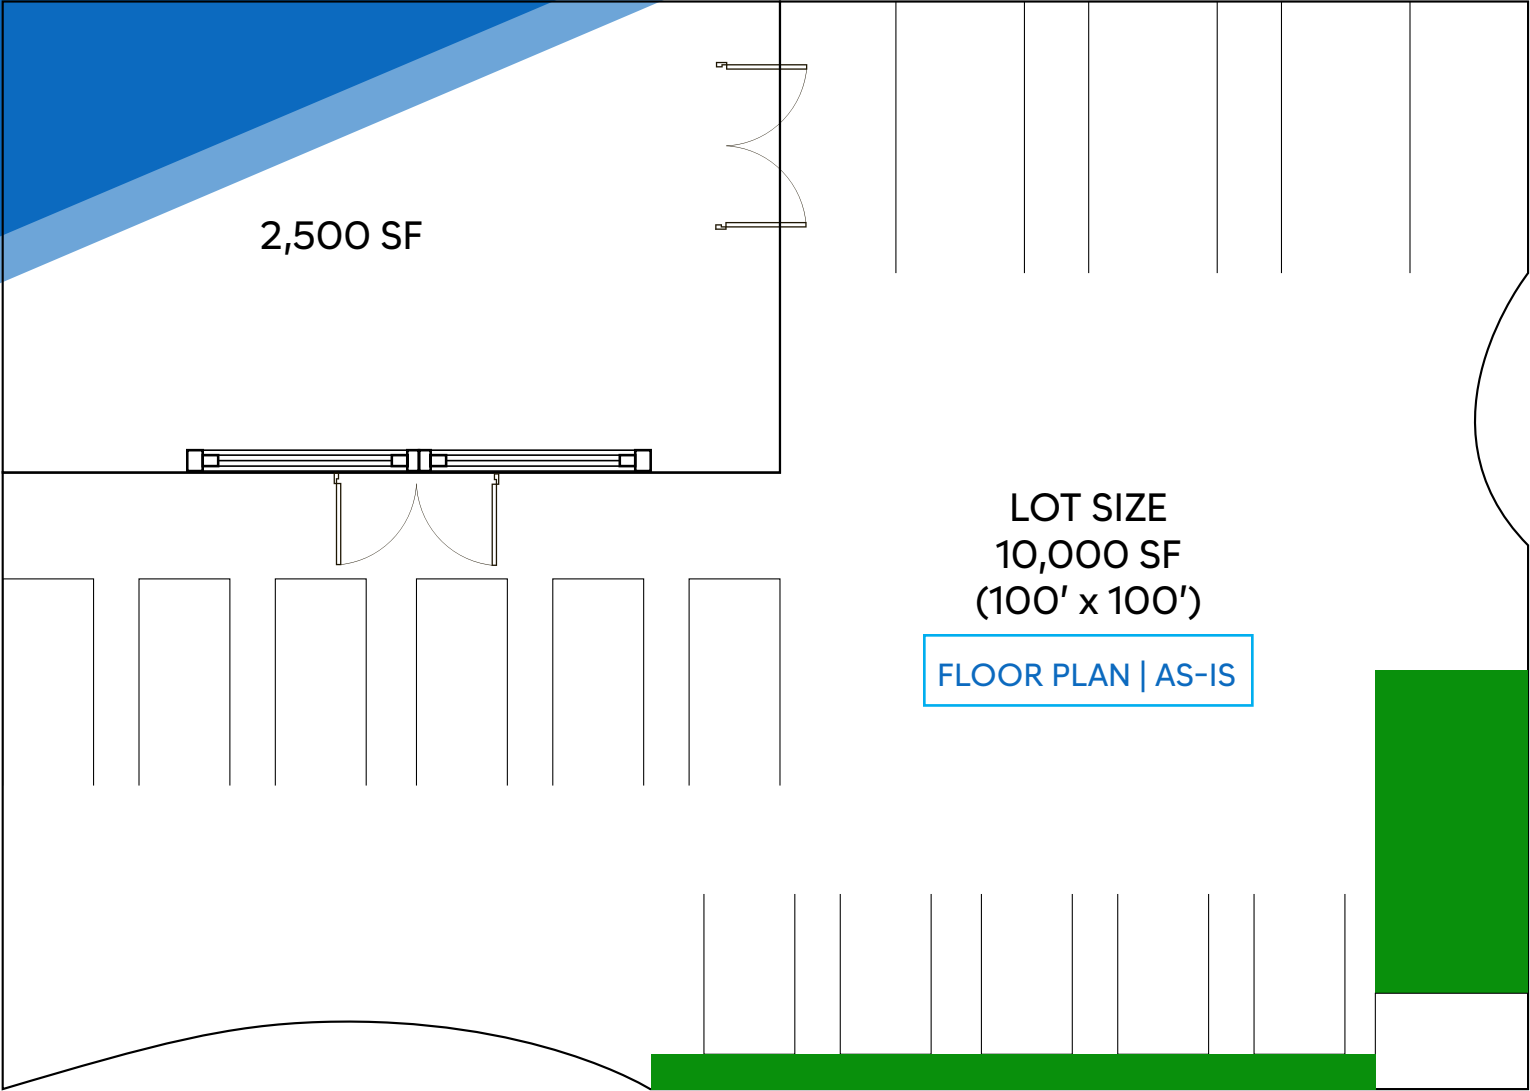 2,500 SF
LOT SIZE
10,000 SF
(100' x 100')
FLOOR PLAN | AS-IS